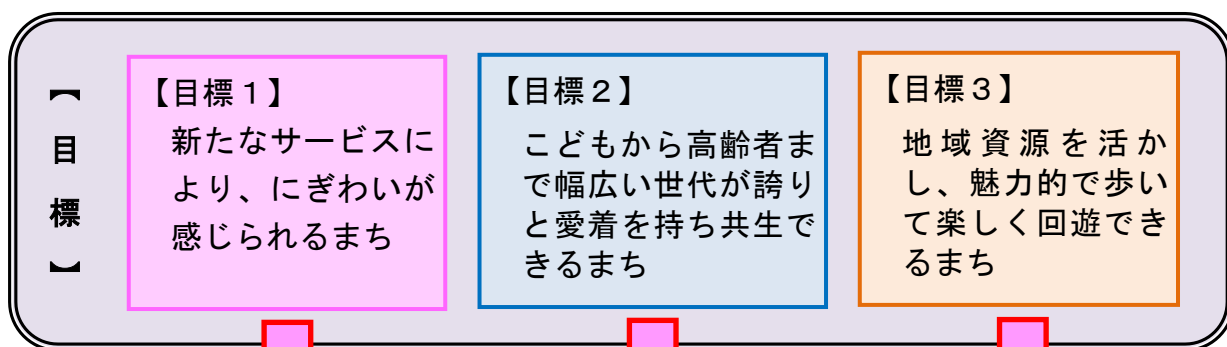 【目標】
【目標１】
新たなサービスに
より、にぎわいが
感じられるまち
【目標２】
こどもから高齢者ま
で幅広い世代が誇り
と愛着を持ち共生で
きるまち
【目標３】
地域資源を活か
し、魅力的で歩い
て楽しく回遊でき
るまち